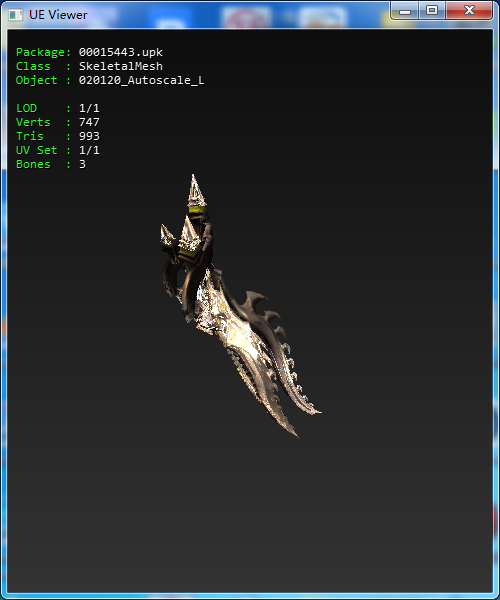 UE Viewer
Package: 00015443.upk
Class : SkeletalMesh
Object : 020120_Autoscale_L
LOD : 1/1
Verts : 747
Tris : 993
UV Set : 1/1
Bones : 3